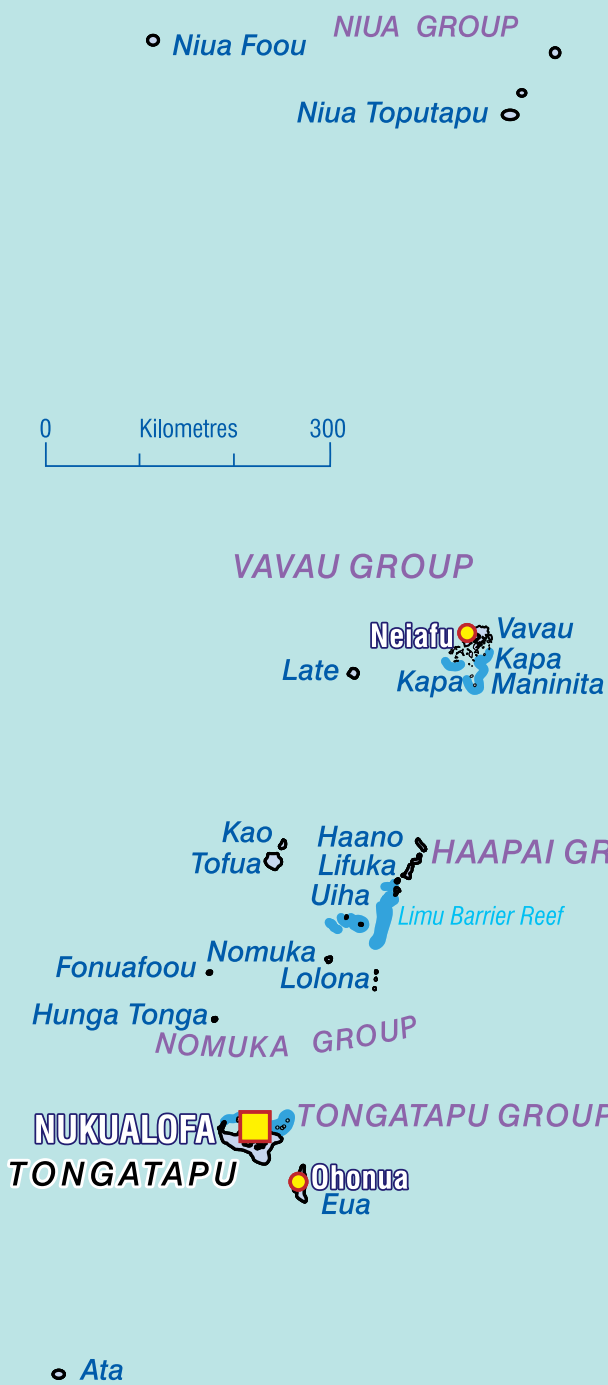 NIUA GROUP
Niua Foou
Niua Toputapu
0 Kilometres 300
VAVAU GROUP
Neiafu
Vavau
Kapa
Late
Kapa
Maninita
Kao
Haano
HAAPAI GR
Tofua
Lifuka
Uiha
Limu Barrier Reef
Nomuka
Fonuafoou
Lolona
Hunga Tonga
NOMUKA GROUP
TONGATAPU GROUP
NUKUALOFA
TONGATAPU
Ohonua
Eua
Ata